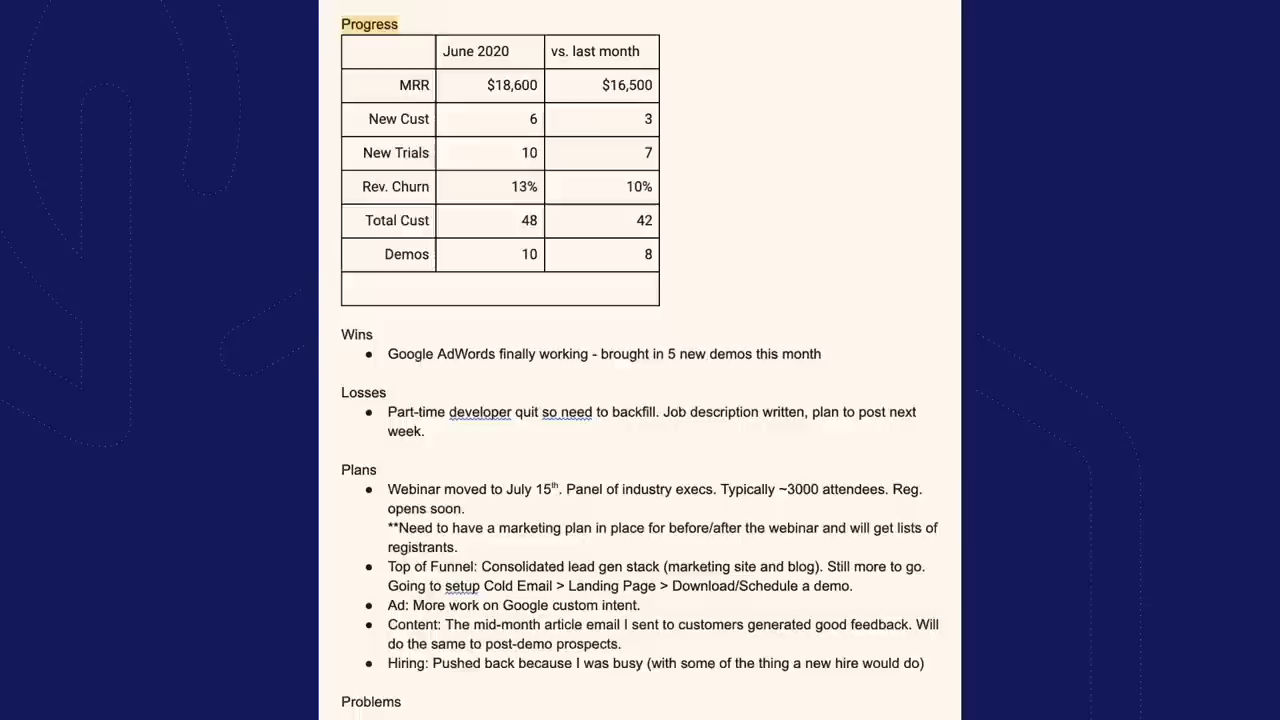 Progress
June 2020 vs. last month
MRR $18,600 $16,500
New Cust 6 3
New Trials 10 7
Rev. Churn 13% 10%
Total Cust 48 42
Demos 10 8
Wins
● Google AdWords finally working - brought in 5 new demos this month
Losses
● Part-time developer quit so need to backfill. Job description written, plan to post next
week.
Plans
● Webinar moved to July 15th. Panel of industry execs. Typically ~3000 attendees. Reg.
opens soon.
**Need to have a marketing plan in place for before/after the webinar and will get lists of
registrants.
● Top of Funnel: Consolidated lead gen stack (marketing site and blog). Still more to go.
Going to setup Cold Email > Landing Page > Download/Schedule a demo.
● Ad: More work on Google custom intent.
● Content: The mid-month article email I sent to customers generated good feedback. Will
do the same to post-demo prospects.
● Hiring: Pushed back because I was busy (with some of the thing a new hire would do)
Problems